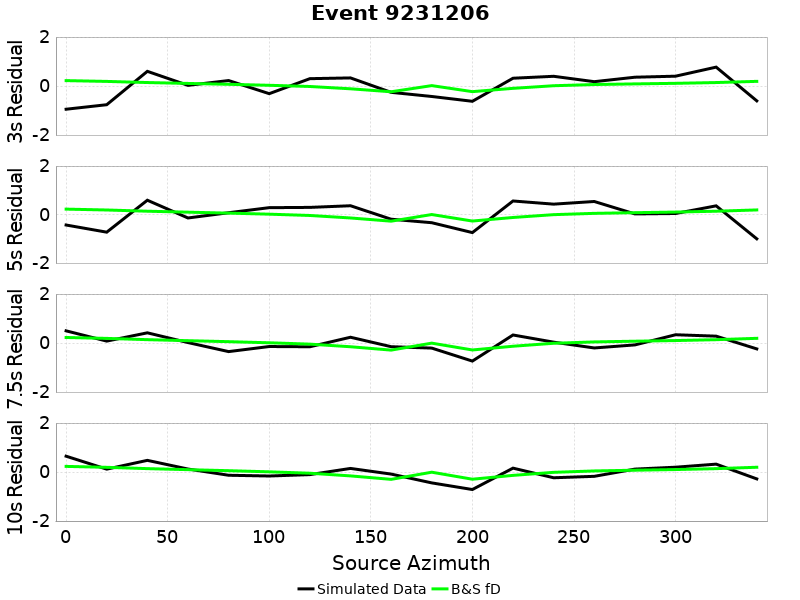 Event 9231206
3s Residual
2
0
-2
5s Residual
2
0
-2
7.5s Residual
2
0
-2
10s Residual
2
0
-2
0 50 100 150 200 250 300
Source Azimuth
Simulated Data B&S fD